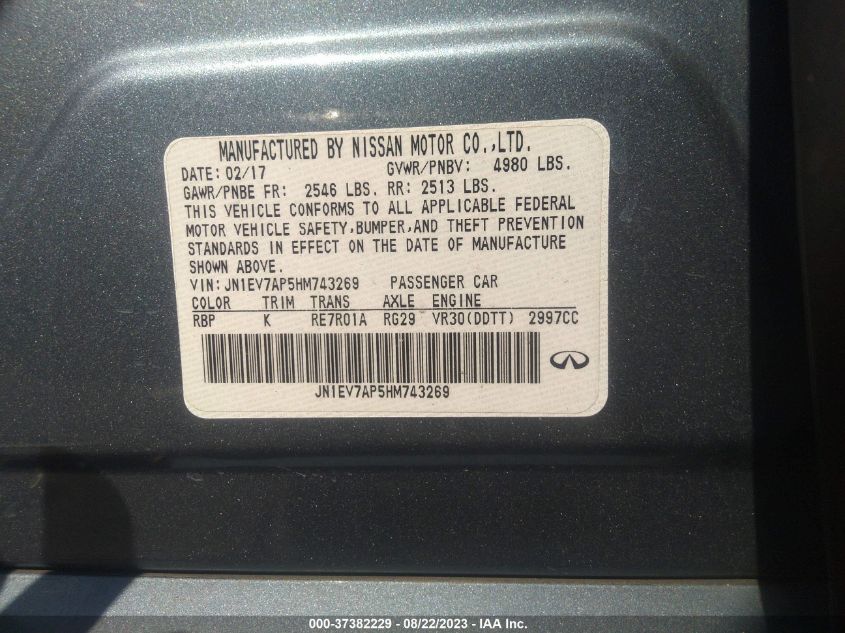 MANUFACTURED BY NISSAN MOTOR CO.,LTD.
DATE: 02/17 GVWR/PNBV: 4980 LBS.
GAWR/PNBE FR: 2546 LBS. RR: 2513 LBS.
THIS VEHICLE CONFORMS TO ALL APPLICABLE FEDERAL
MOTOR VEHICLE SAFETY,BUMPER,AND THEFT PREVENTION
STANDARDS IN EFFECT ON THE DATE OF MANUFACTURE
SHOWN ABOVE.
VIN:JN1EV7AP5HM743269 PASSENGER CAR
COLOR TRIM TRANS AXLE ENGINE
RBP K RE7R01A RG29 VR30(DDTT) 2997CC
JN1EV7AP5HM743269
000-37382229 - 08/22/2023 - IAA Inc.